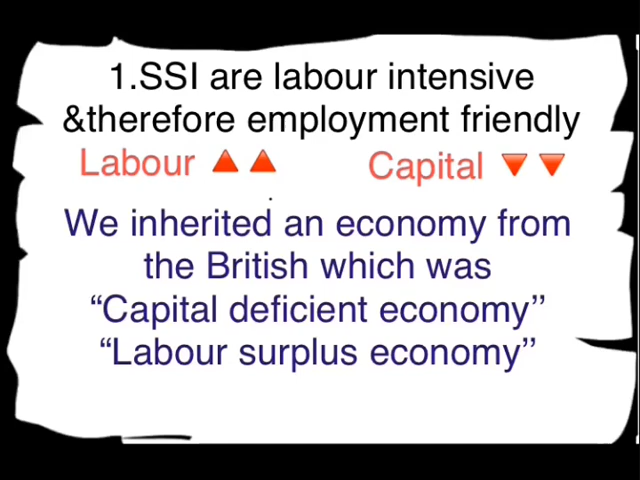 1.SSI are labour intensive
&therefore employment friendly
Labour 🔺🔺 Capital 🔻🔻
We inherited an economy from
the British which was
“Capital deficient economy’’
“Labour surplus economy’’